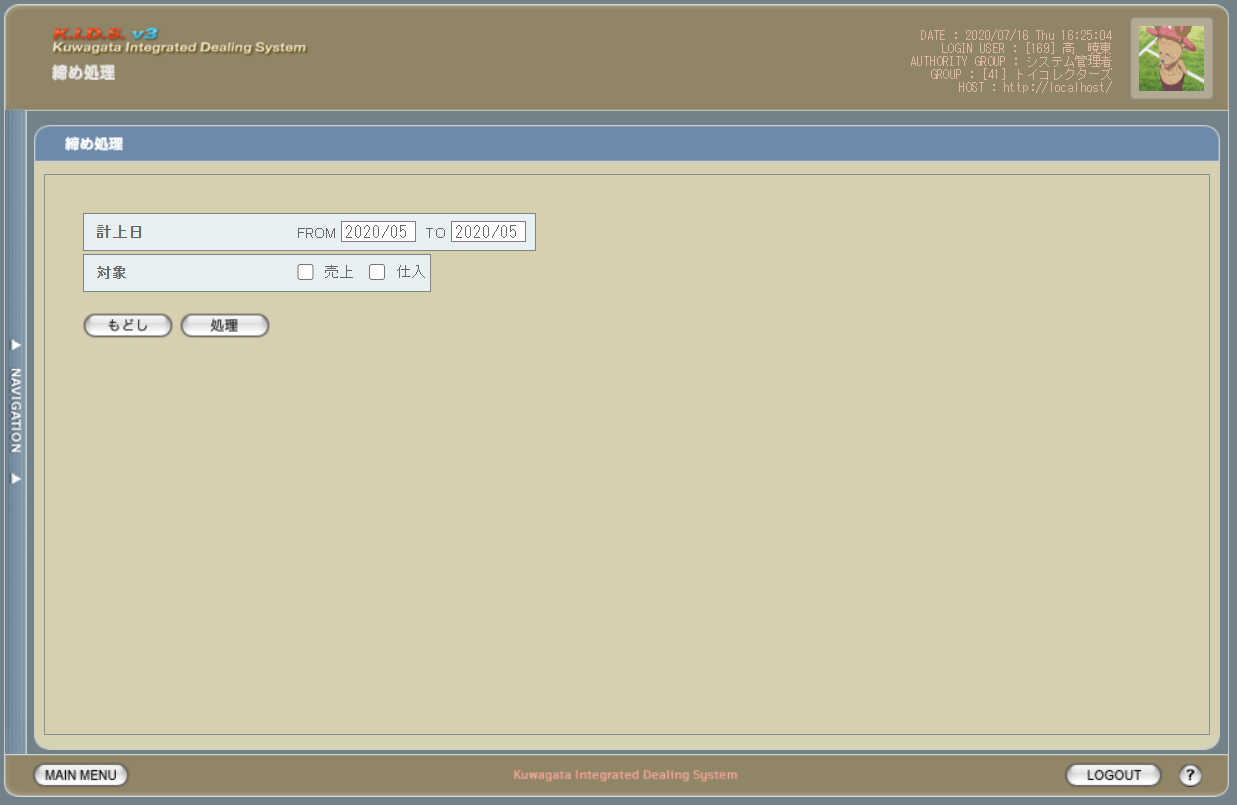 K.I.D.S. v3
Kuwagata Integrated Dealing System
締め処理
DATE : 2020/07/16 Thu 16:25:04
LOGIN USER : [169] 高　暁東
AUTHORITY GROUP : システム管理者
GROUP : [41] トイコレクターズ
HOST : http://localhost/
締め処理
計上日 FROM 2020/05 TO 2020/05
対象 売上 仕入
もどし 処理
NAVIGATION
MAIN MENU Kuwagata Integrated Dealing System LOGOUT ?